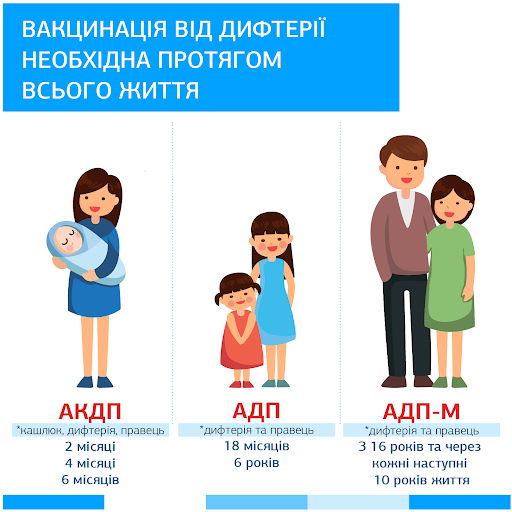 ВАКЦИНАЦІЯ ВІД ДИФТЕРІЇ
НЕОБХІДНА ПРОТЯГОМ
ВСЬОГО ЖИТТЯ
АКДП
*кашлюк, дифтерія, правець
2 місяці
4 місяці
6 місяців
АДП
*дифтерія та правець
18 місяців
6 років
АДП-М
*дифтерія та правець
З 16 років та через
кожні наступні
10 років життя